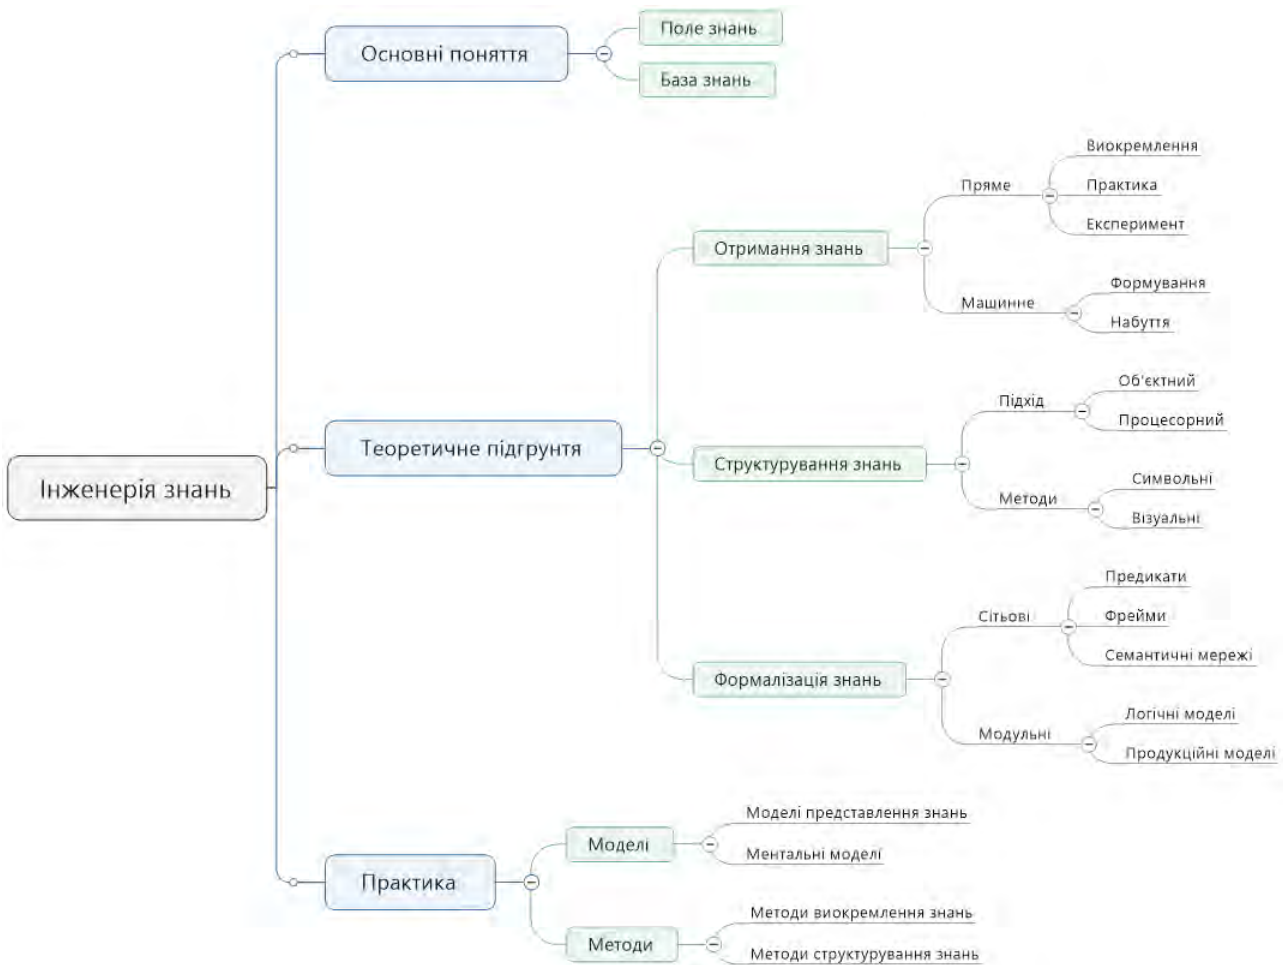 Інженерія знань
Основні поняття
Поле знань
База знань
Теоретичне підгрунтя
Отримання знань
Пряме
Виокремлення
Практика
Експеримент
Машинне
Формування
Набуття
Структурування знань
Підхід
Об'єктний
Процесорний
Методи
Символьні
Візуальні
Формалізація знань
Сітьові
Предикати
Фрейми
Семантичні мережі
Модульні
Логічні моделі
Продукційні моделі
Практика
Моделі
Моделі представлення знань
Ментальні моделі
Методи
Методи виокремлення знань
Методи структурування знань